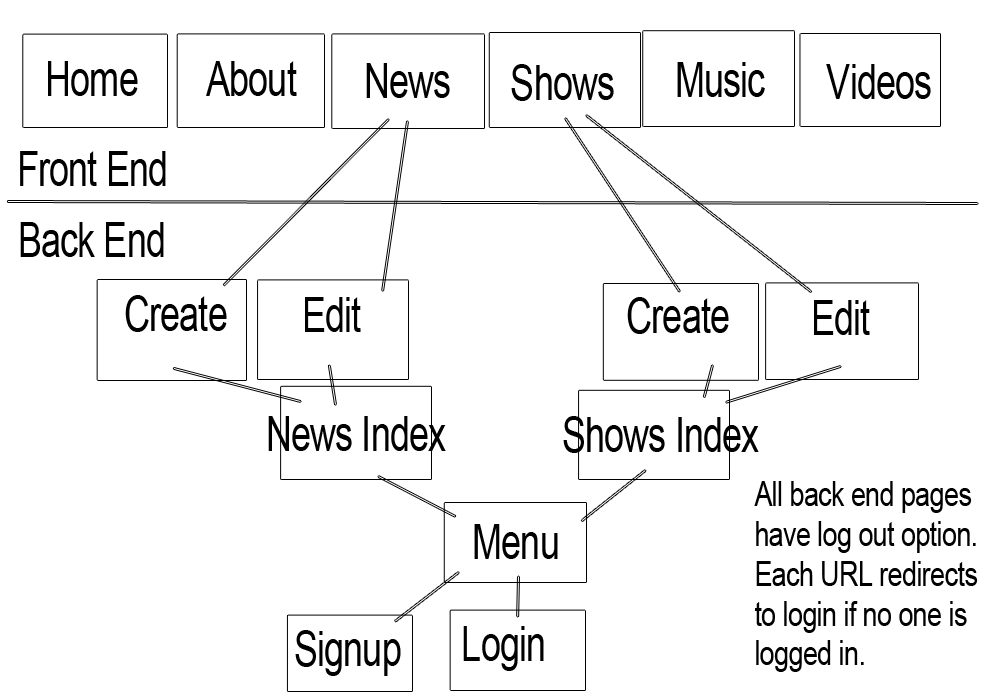 Home
About
News
Shows
Music
Videos
Front End
Back End
Create
Edit
Create
Edit
News Index
Shows Index
Menu
Signup
Login
All back end pages
have log out option.
Each URL redirects
to login if no one is
logged in.